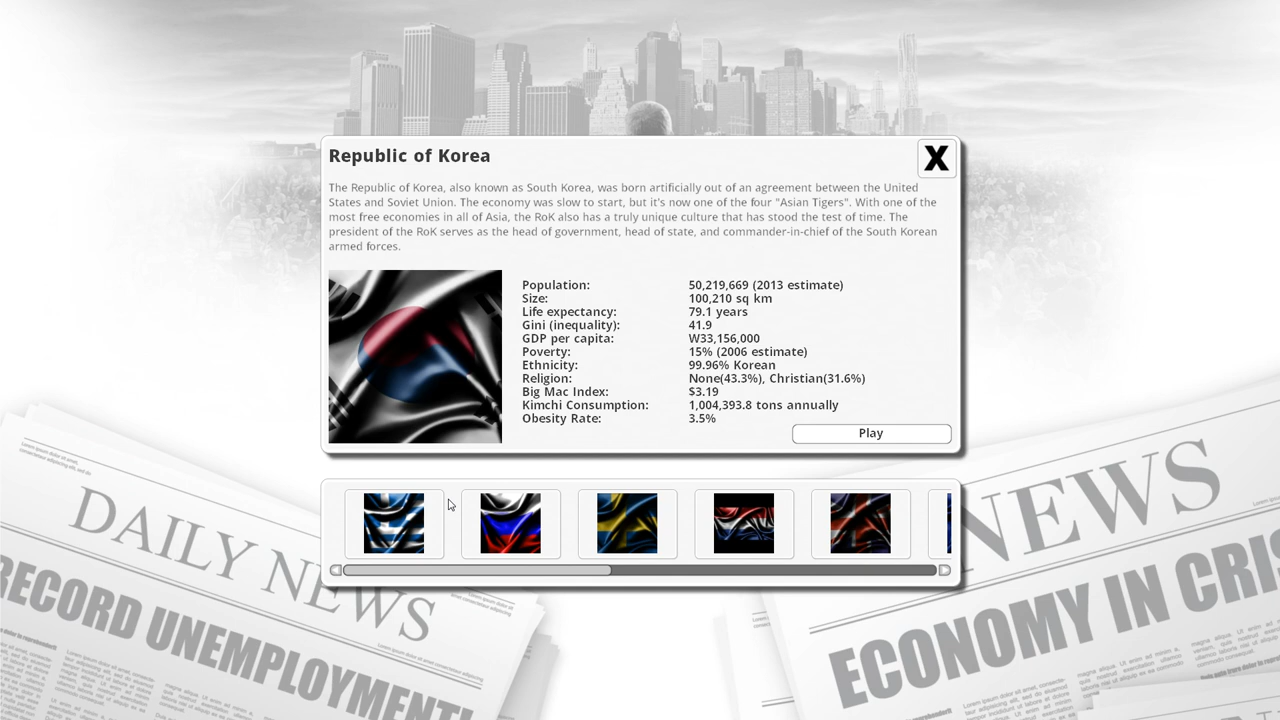 Republic of Korea
X
The Republic of Korea, also known as South Korea, was born artificially out of an agreement between the United
States and Soviet Union. The economy was slow to start, but it's now one of the four "Asian Tigers". With one of the
most free economies in all of Asia, the RoK also has a truly unique culture that has stood the test of time. The
president of the RoK serves as the head of government, head of state, and commander-in-chief of the South Korean
armed forces.
Population: 50,219,669 (2013 estimate)
Size: 100,210 sq km
Life expectancy: 79.1 years
Gini (inequality): 41.9
GDP per capita: W33,156,000
Poverty: 15% (2006 estimate)
Ethnicity: 99.96% Korean
Religion: None(43.3%), Christian(31.6%)
Big Mac Index: $3.19
Kimchi Consumption: 1,004,393.8 tons annually
Obesity Rate: 3.5%
Play
DAILY NEWS
RECORD UNEMPLOYMENT!
NEWS
ECONOMY IN CRIS